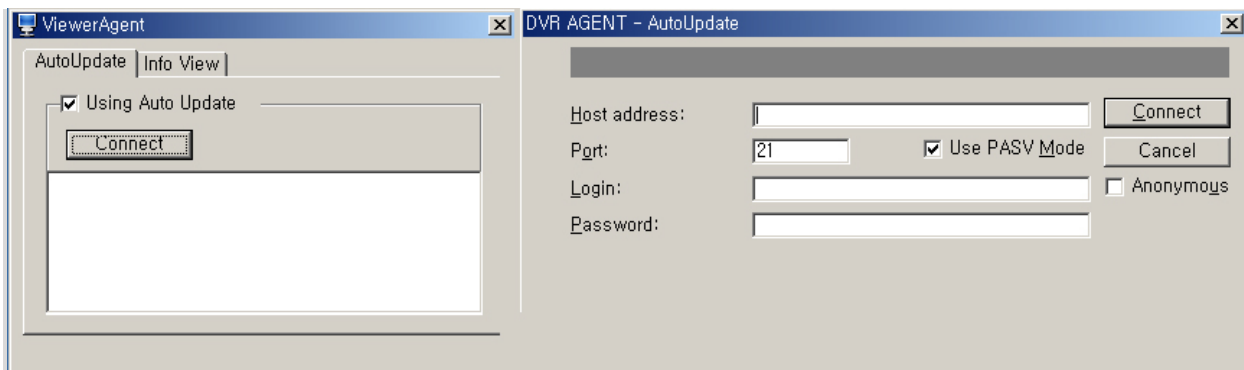 ViewerAgent
AutoUpdate Info View
Using Auto Update
Connect
DVR AGENT - AutoUpdate
Host address:
Connect
Port: 21 Use PASV Mode
Cancel
Login:
Anonymous
Password: